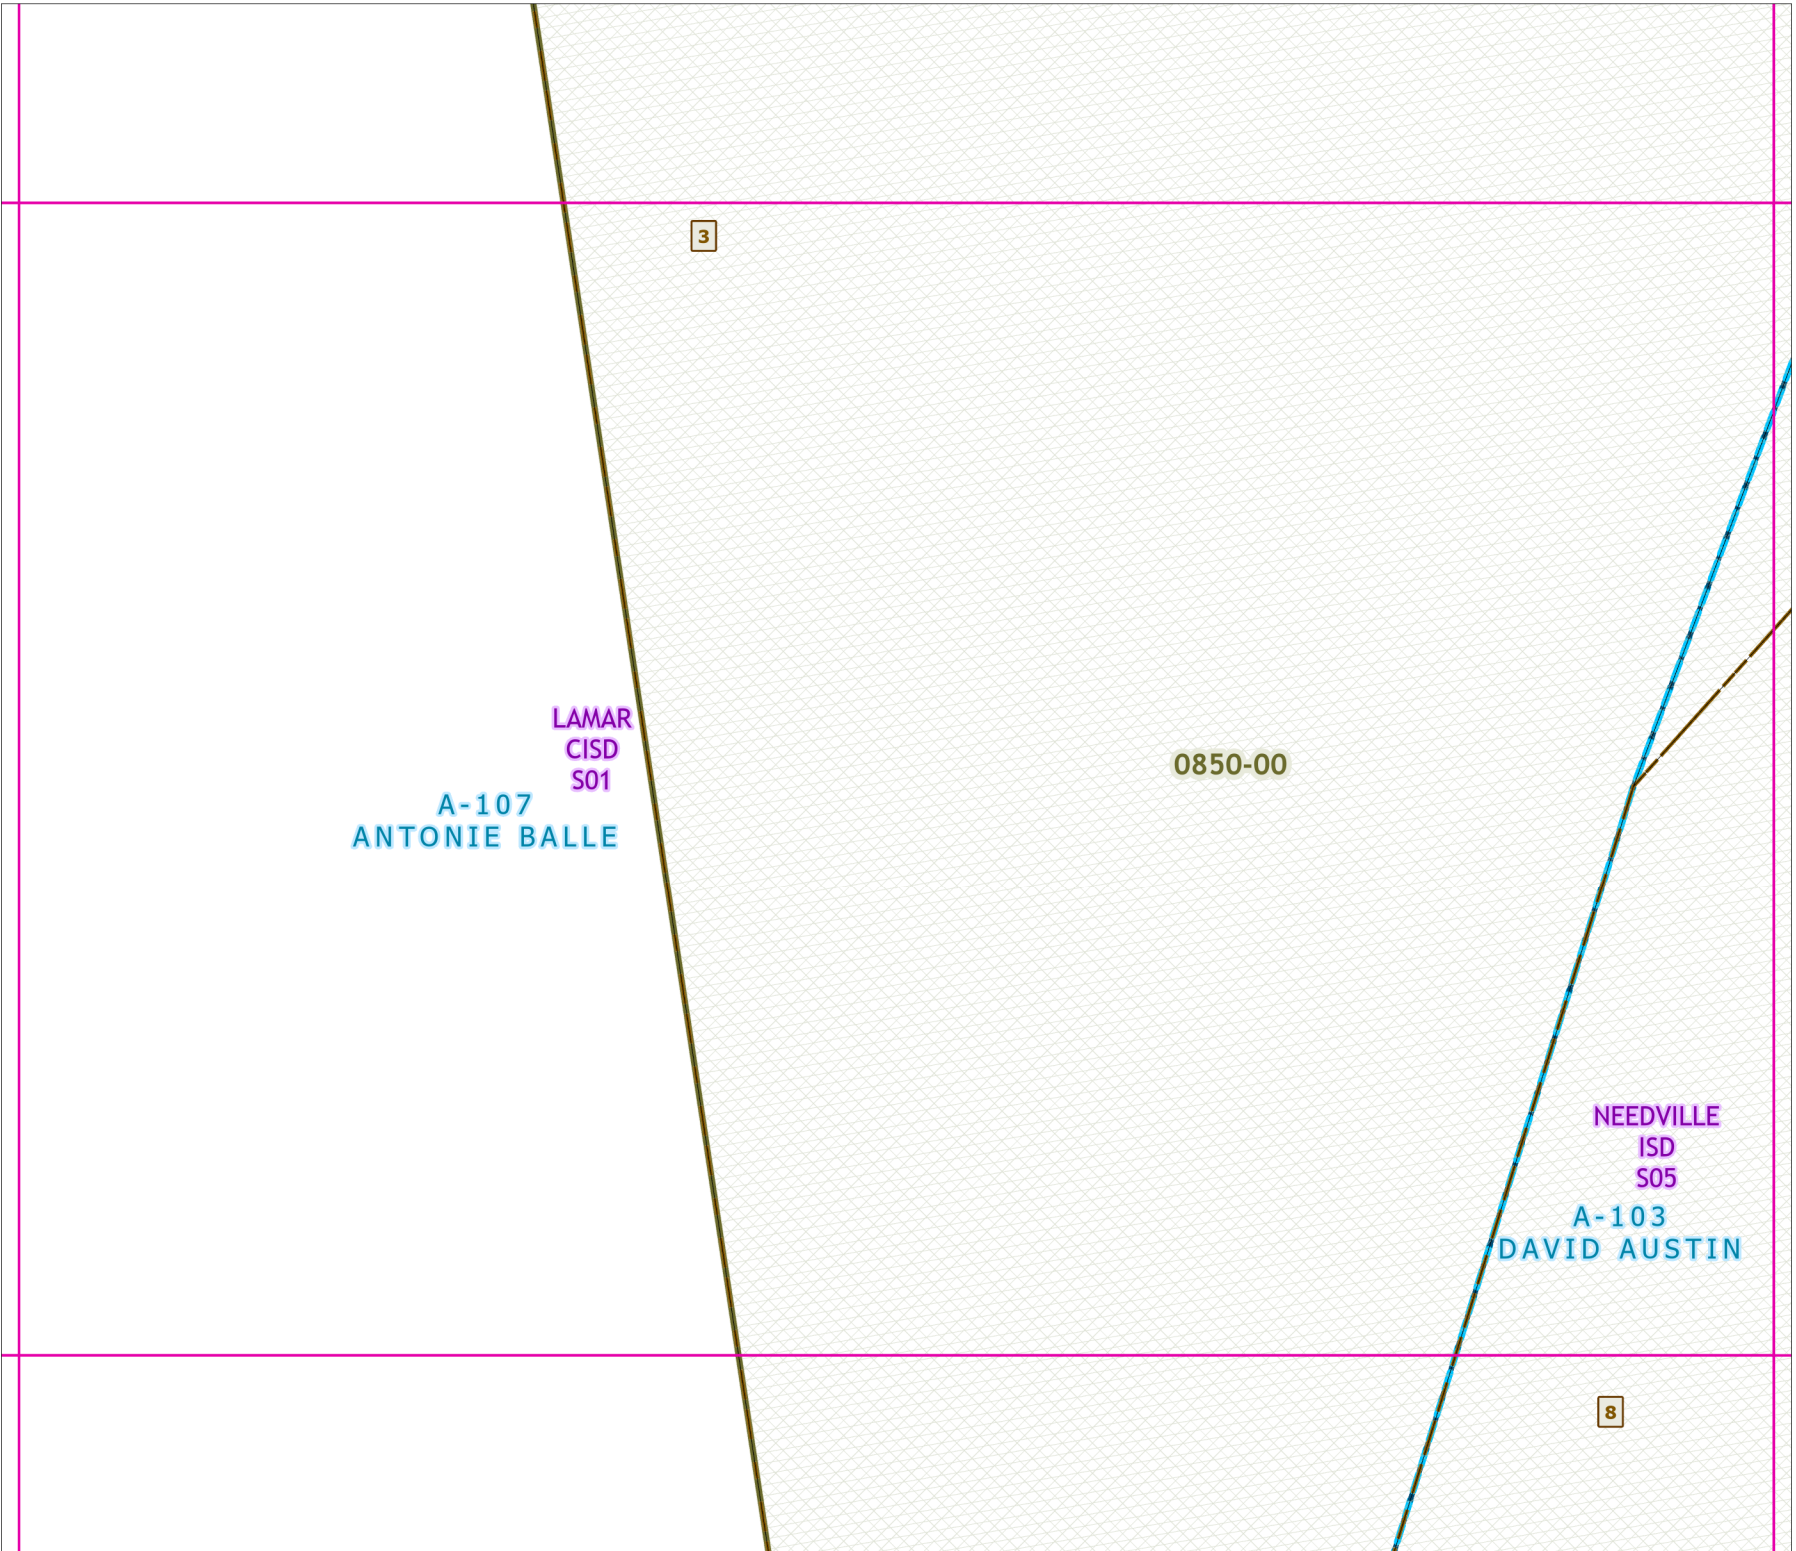 3
LAMAR
CISD
S01
A-107
ANTONIE BALLE
0850-00
NEEDVILLE
ISD
S05
A-103
DAVID AUSTIN
8